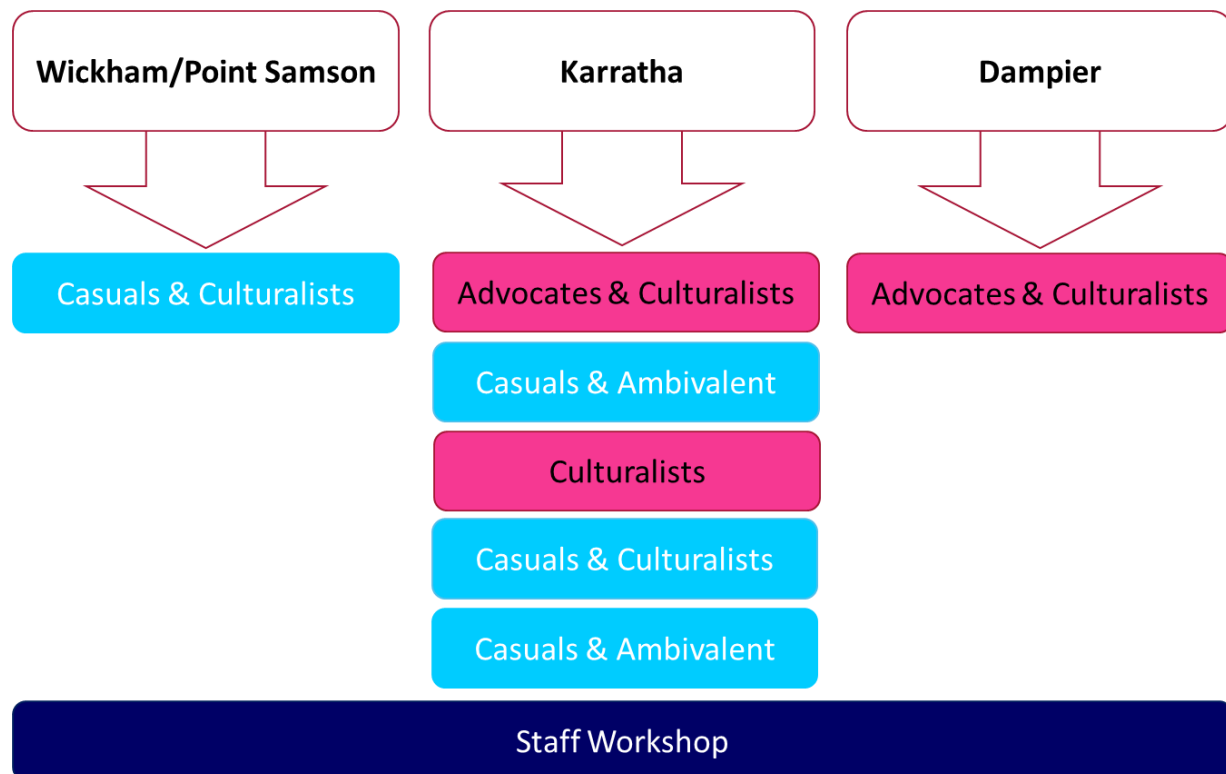 Wickham/Point Samson
Karratha
Dampier
Casuals & Culturalists
Advocates & Culturalists
Advocates & Culturalists
Casuals & Ambivalent
Culturalists
Casuals & Culturalists
Casuals & Ambivalent
Staff Workshop